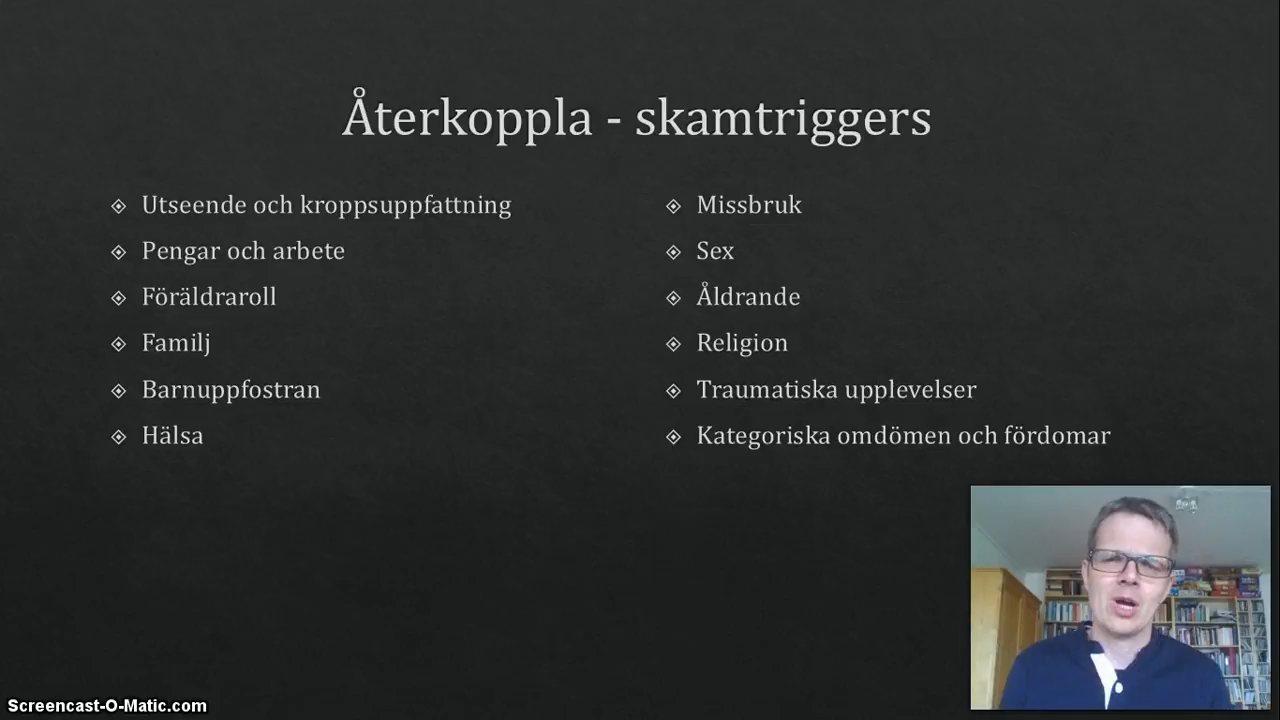 Återkoppla - skamtriggers
Utseende och kroppsuppfattning
Pengar och arbete
Föräldraroll
Familj
Barnuppfostran
Hälsa
Missbruk
Sex
Åldrande
Religion
Traumatiska upplevelser
Kategoriska omdömen och fördomar
Screencast-O-Matic.com